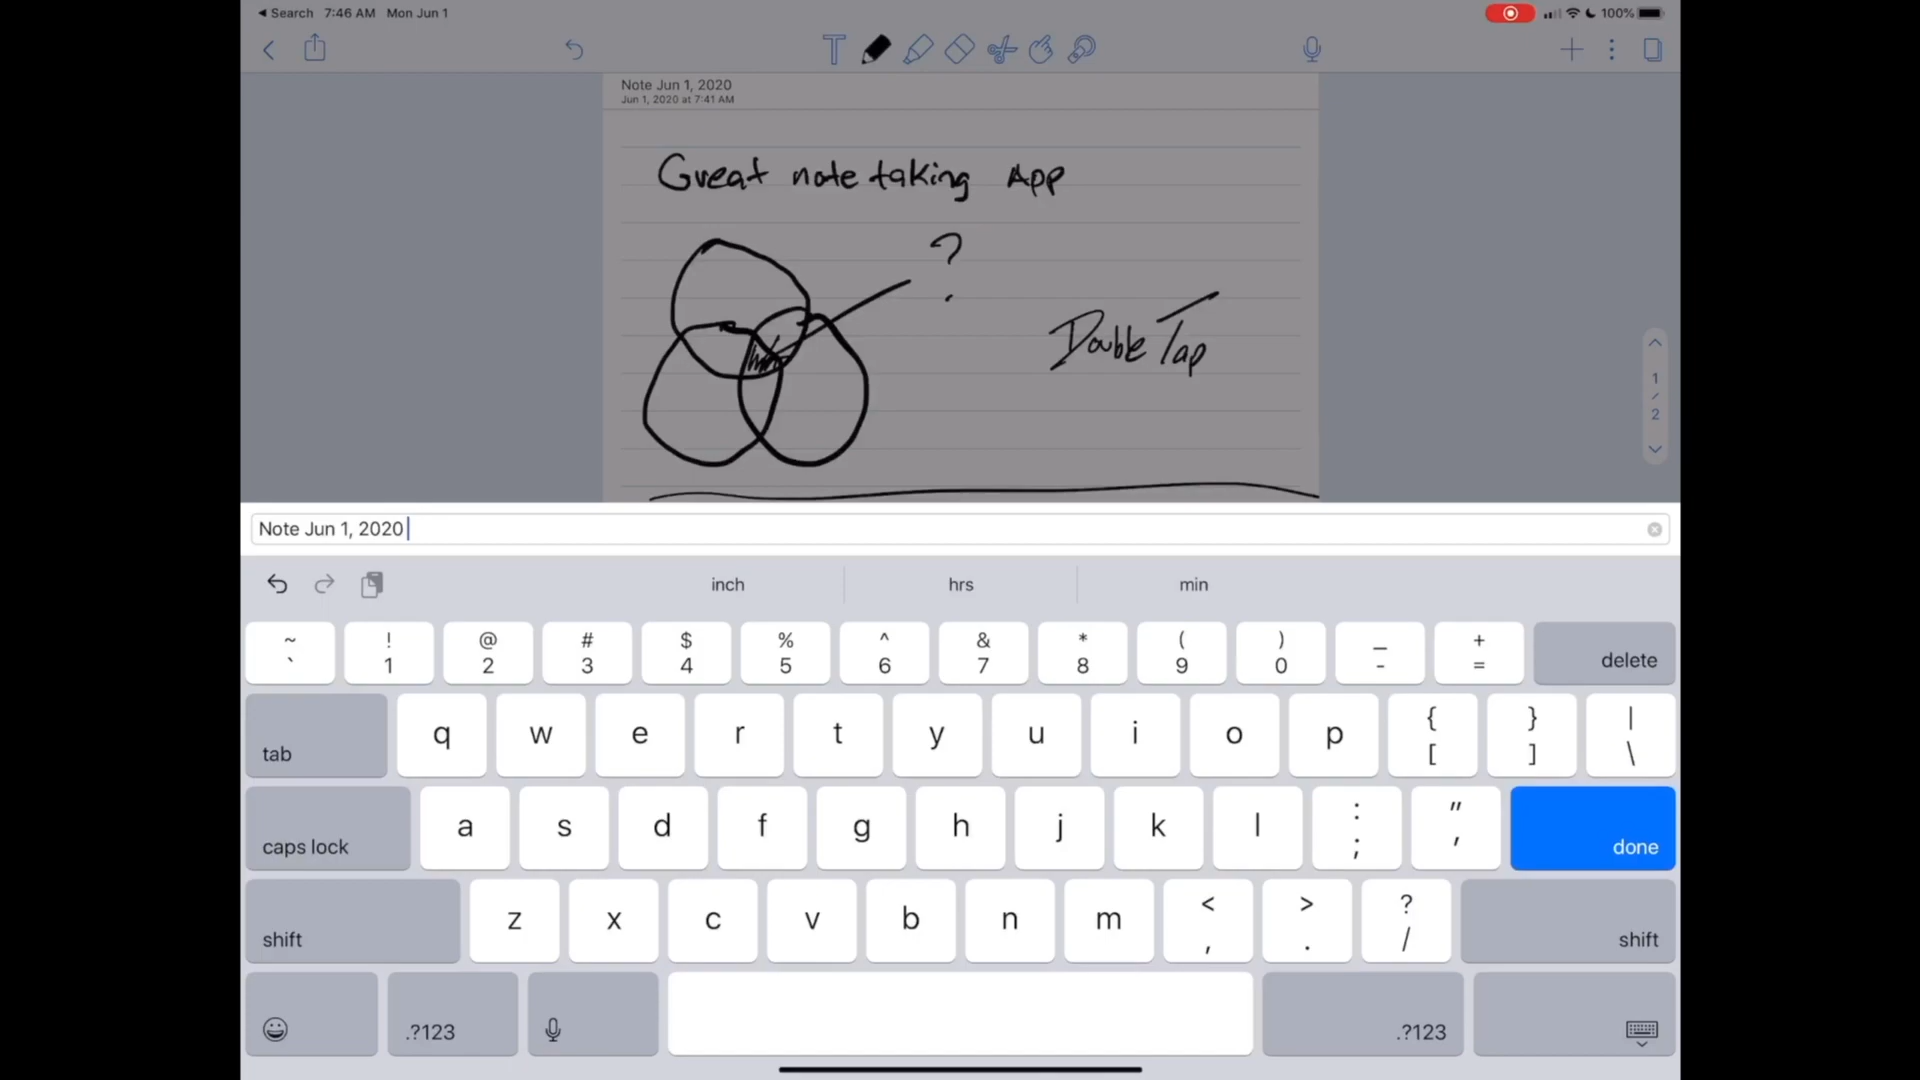 Search 7:46 AM Mon Jun 1 100%
T
Note Jun 1, 2020
Jun 1, 2020 at 7:41 AM
Great note taking App
?
Double Tap
1
/
2
Note Jun 1, 2020
inch hrs min
~ ! @ # $ % ^ & * ( ) _ +
` 1 2 3 4 5 6 7 8 9 0 - = delete
tab q w e r t y u i o p { [ } ] | \
caps lock a s d f g h j k l : ; " ' done
shift z x c v b n m < , > . ? / shift
.?123 .?123